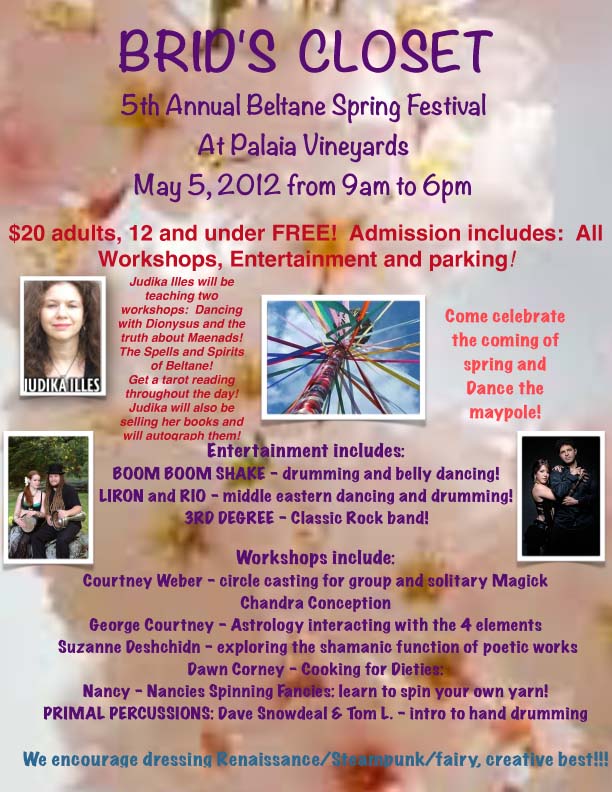 BRID'S CLOSET
5th Annual Beltane Spring Festival
At Palaia Vineyards
May 5, 2012 from 9am to 6pm
$20 adults, 12 and under FREE! Admission includes: All
Workshops, Entertainment and parking!
JUDIKA ILLES
Judika Illes will be
teaching two
workshops: Dancing
with Dionysus and the
truth about Maenads!
The Spells and Spirits
of Beltane!
Get a tarot reading
throughout the day!
Judika will also be
selling her books and
will autograph them!
Come celebrate
the coming of
spring and
Dance the
maypole!
Entertainment includes:
BOOM BOOM SHAKE - drumming and belly dancing!
LIRON and RIO - middle eastern dancing and drumming!
3RD DEGREE - Classic Rock band!
Workshops include:
Courtney Weber - circle casting for group and solitary Magick
Chandra Conception
George Courtney - Astrology interacting with the 4 elements
Suzanne Deshchidn - exploring the shamanic function of poetic works
Dawn Corney - Cooking for Dieties:
Nancy - Nancies Spinning Fancies: learn to spin your own yarn!
PRIMAL PERCUSSIONS: Dave Snowdeal & Tom L. - intro to hand drumming
We encourage dressing Renaissance/Steampunk/fairy, creative best!!!